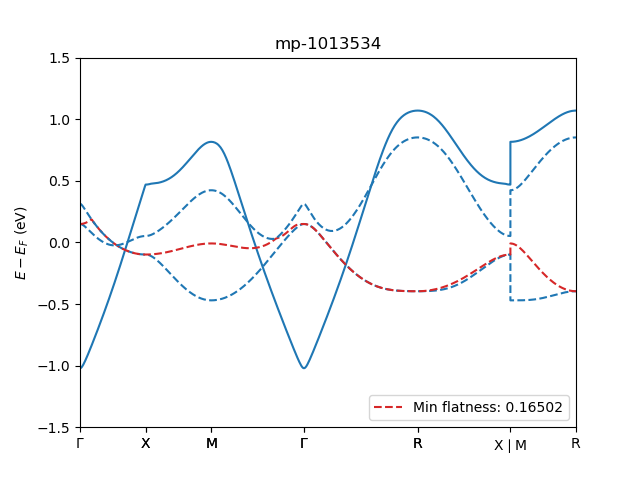 mp-1013534
E − E_F (eV)
1.5
1.0
0.5
0.0
−0.5
−1.0
−1.5
Min flatness: 0.16502
Γ X M Γ R X | M R